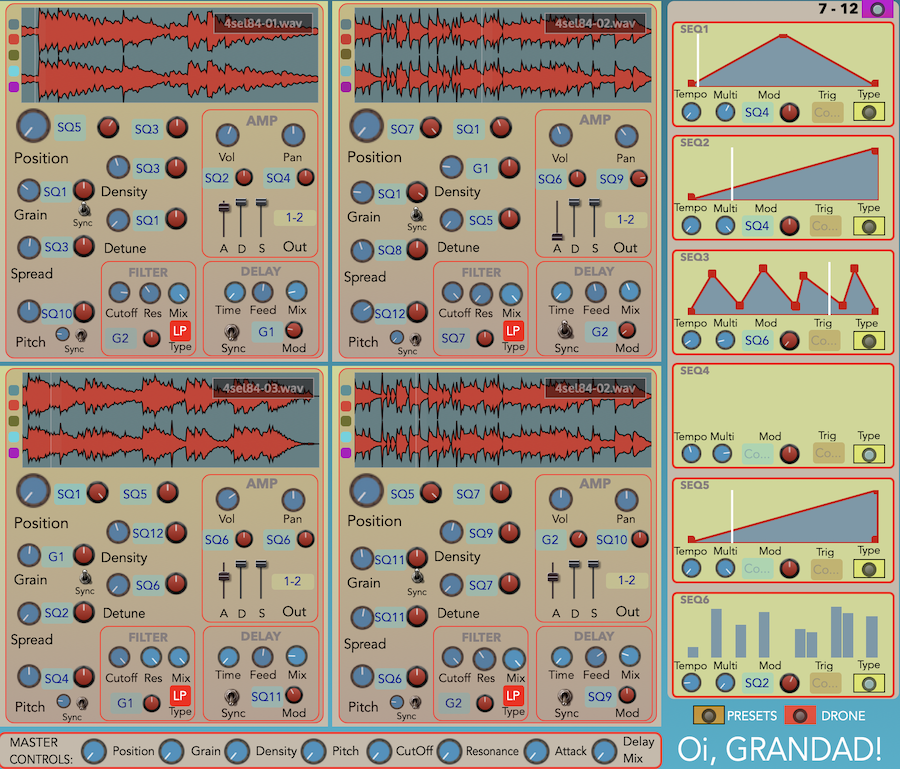 4sel84-01.wav
SQ5 SQ3
Position
SQ3
SQ1 Density
Grain Sync
SQ1
SQ3 Detune
Spread
SQ10
Pitch Sync
AMP
Vol Pan
SQ2 SQ4
1-2
A D S Out
FILTER
Cutoff Res Mix
G2 LP
Type
DELAY
Time Feed Mix
G1
Sync Mod
4sel84-02.wav
SQ7 SQ1
Position
G1
SQ1 Density
Grain Sync
SQ5
SQ8 Detune
Spread
SQ12
Pitch Sync
AMP
Vol Pan
SQ6 SQ9
1-2
A D S Out
FILTER
Cutoff Res Mix
SQ7 LP
Type
DELAY
Time Feed Mix
G2
Sync Mod
4sel84-03.wav
SQ1 SQ5
Position
SQ12
G1 Density
Grain Sync
SQ6
SQ2 Detune
Spread
SQ4
Pitch Sync
AMP
Vol Pan
SQ6 SQ6
1-2
A D S Out
FILTER
Cutoff Res Mix
G1 LP
Type
DELAY
Time Feed Mix
SQ11
Sync Mod
4sel84-02.wav
SQ5 SQ7
Position
SQ9
SQ11 Density
Grain Sync
SQ7
SQ11 Detune
Spread
SQ6
Pitch Sync
AMP
Vol Pan
G2 SQ10
1-2
A D S Out
FILTER
Cutoff Res Mix
G2 LP
Type
DELAY
Time Feed Mix
SQ9
Sync Mod
7 - 12
SEQ1
Tempo Multi Mod Trig Type
SQ4 Co...
SEQ2
Tempo Multi Mod Trig Type
SQ4 Co...
SEQ3
Tempo Multi Mod Trig Type
SQ6 Co...
SEQ4
Tempo Multi Mod Trig Type
Co... Co...
SEQ5
Tempo Multi Mod Trig Type
Co... Co...
SEQ6
Tempo Multi Mod Trig Type
SQ2 Co...
PRESETS DRONE
MASTER
CONTROLS: Position Grain Density Pitch CutOff Resonance Attack Delay
Mix
Oi, GRANDAD!